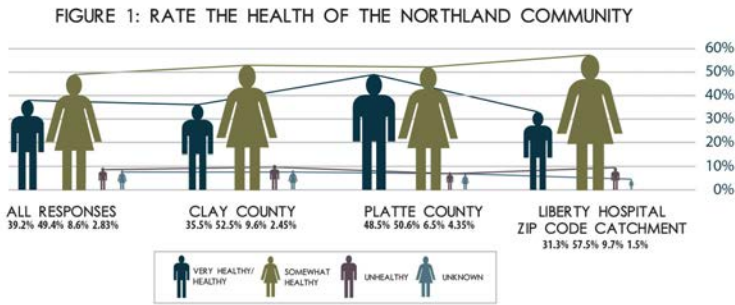 FIGURE 1: RATE THE HEALTH OF THE NORTHLAND COMMUNITY
60%
50%
40%
30%
20%
10%
0%
ALL RESPONSES
39.2% 49.4% 8.6% 2.83%
CLAY COUNTY
35.5% 52.5% 9.6% 2.45%
PLATTE COUNTY
48.5% 50.6% 6.5% 4.35%
LIBERTY HOSPITAL
ZIP CODE CATCHMENT
31.3% 57.5% 9.7% 1.5%
VERY HEALTHY/
HEALTHY
SOMEWHAT
HEALTHY
UNHEALTHY
UNKNOWN